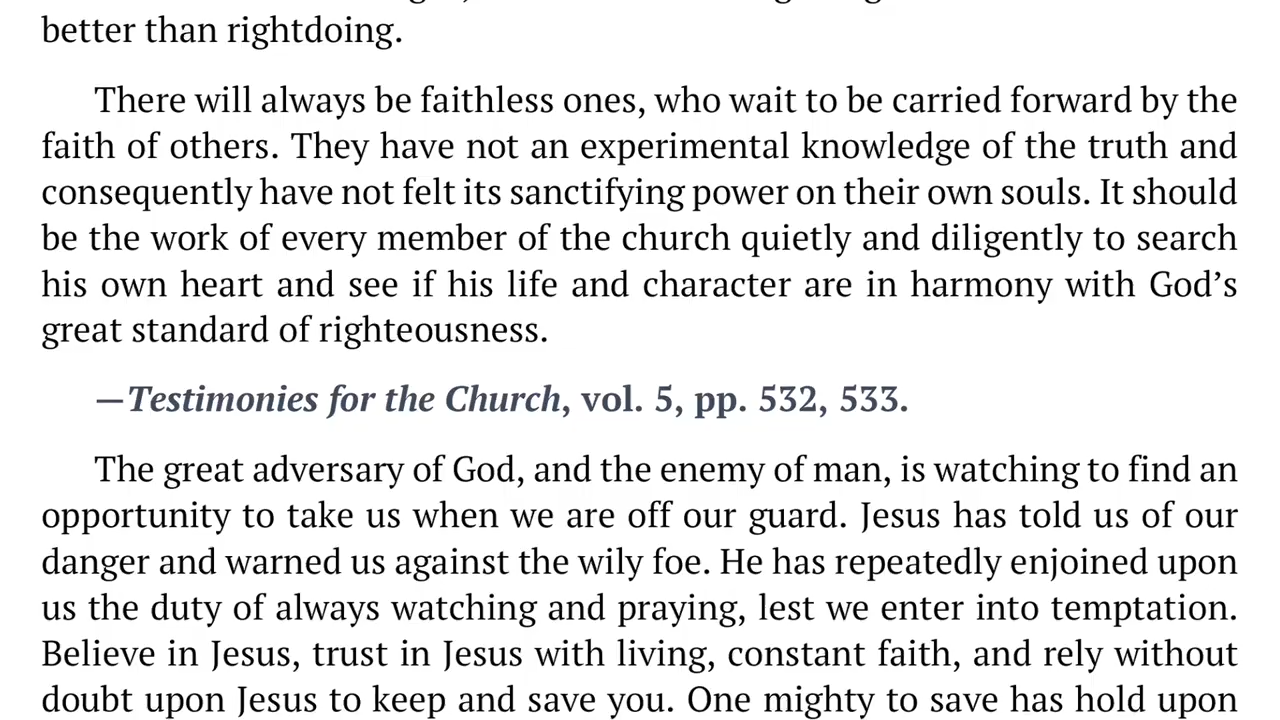 better than rightdoing.
There will always be faithless ones, who wait to be carried forward by the
faith of others. They have not an experimental knowledge of the truth and
consequently have not felt its sanctifying power on their own souls. It should
be the work of every member of the church quietly and diligently to search
his own heart and see if his life and character are in harmony with God’s
great standard of righteousness.
—Testimonies for the Church, vol. 5, pp. 532, 533.
The great adversary of God, and the enemy of man, is watching to find an
opportunity to take us when we are off our guard. Jesus has told us of our
danger and warned us against the wily foe. He has repeatedly enjoined upon
us the duty of always watching and praying, lest we enter into temptation.
Believe in Jesus, trust in Jesus with living, constant faith, and rely without
doubt upon Jesus to keep and save you. One mighty to save has hold upon